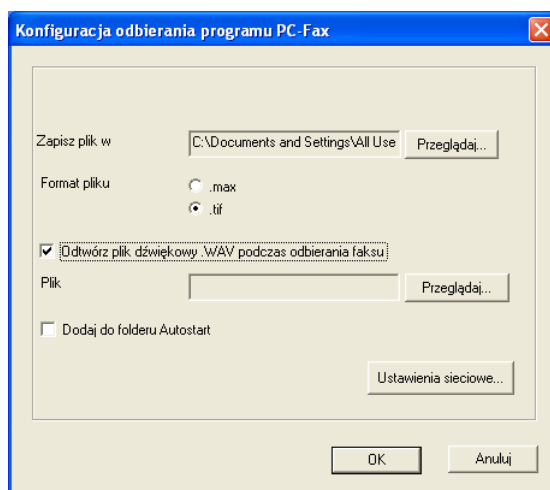 Konfiguracja odbierania programu PC-Fax
Zapisz plik w C:\Documents and Settings\All Use Przeglądaj...
Format pliku .max
.tif
Odtwórz plik dźwiękowy .WAV podczas odbierania faksu
Plik Przeglądaj...
Dodaj do folderu Autostart
Ustawienia sieciowe...
OK Anuluj